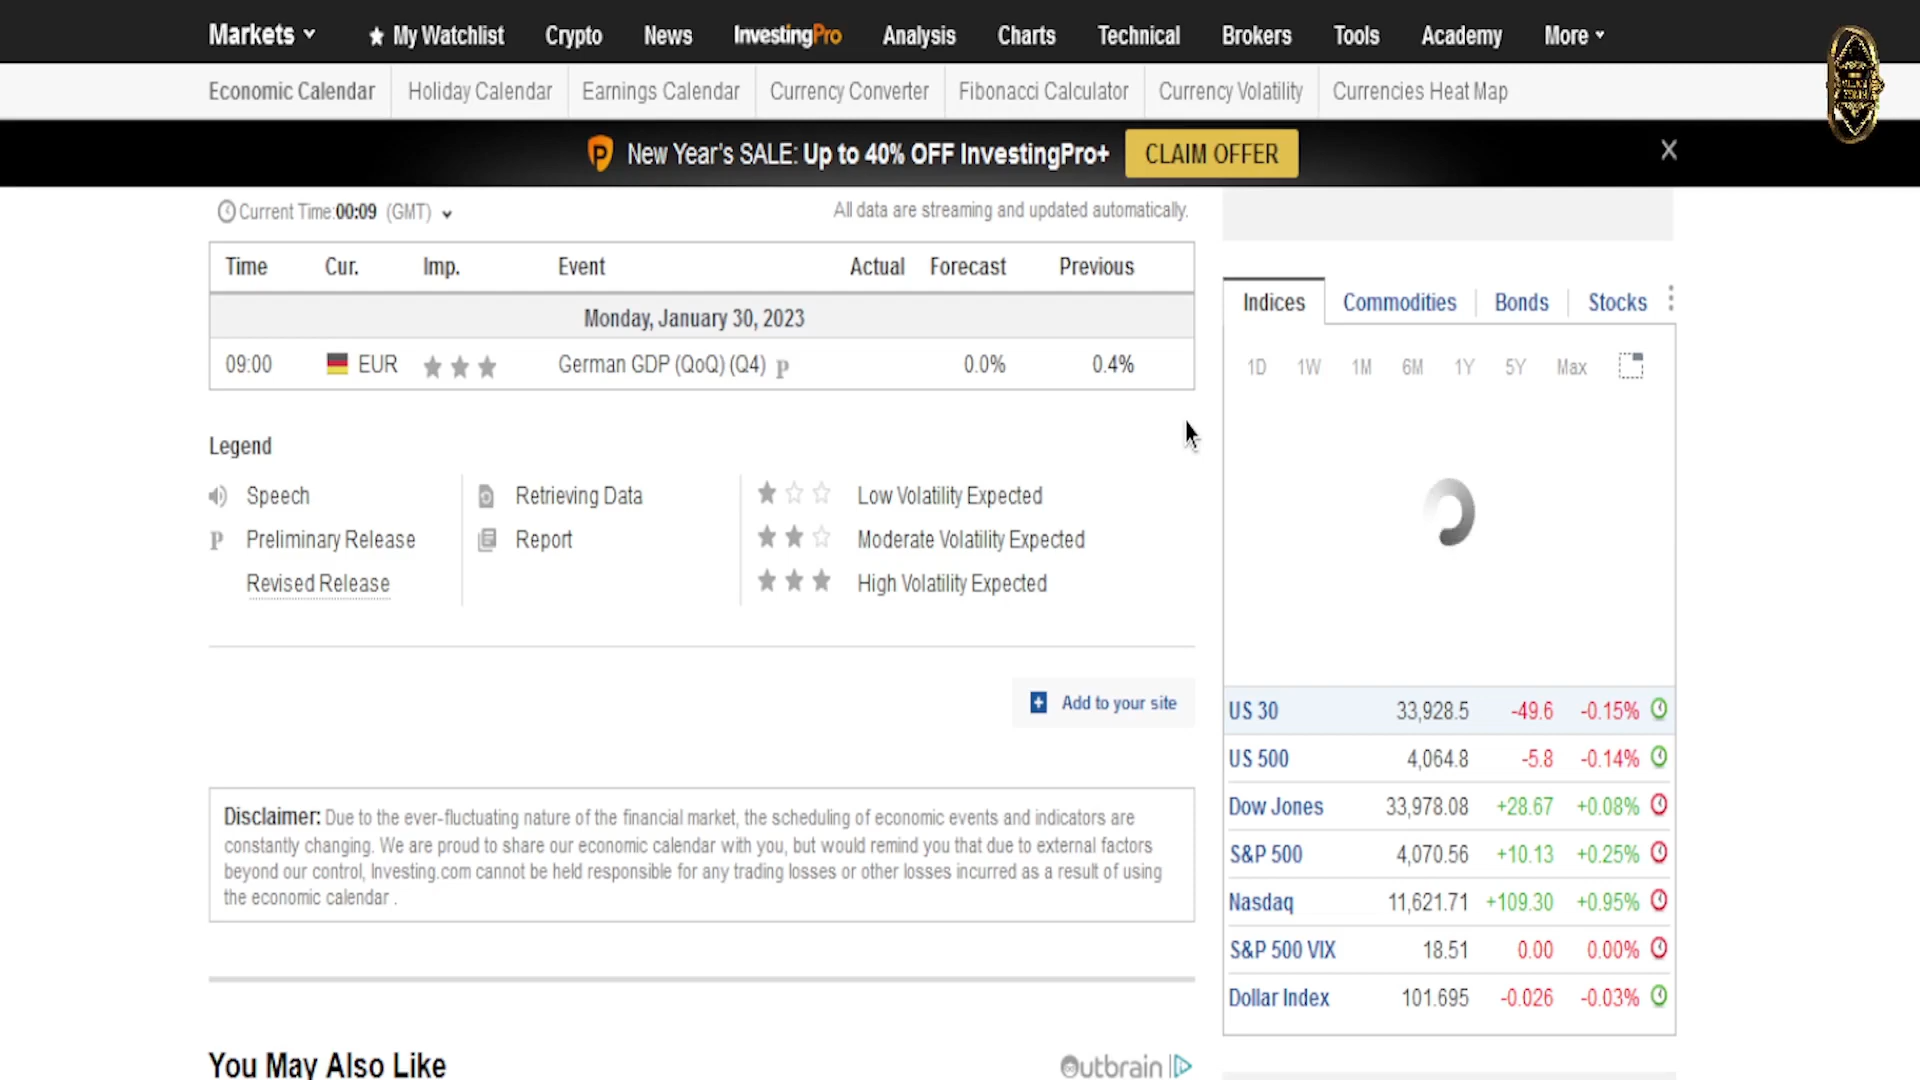 Markets My Watchlist Crypto News InvestingPro Analysis Charts Technical Brokers Tools Academy More
Economic Calendar Holiday Calendar Earnings Calendar Currency Converter Fibonacci Calculator Currency Volatility Currencies Heat Map
New Year's SALE: Up to 40% OFF InvestingPro+ CLAIM OFFER
Current Time:00:09 (GMT) All data are streaming and updated automatically.
Time Cur. Imp. Event Actual Forecast Previous
Monday, January 30, 2023
09:00 EUR German GDP (QoQ) (Q4) P 0.0% 0.4%
Legend
Speech
P Preliminary Release
Revised Release
Retrieving Data
Report
Low Volatility Expected
Moderate Volatility Expected
High Volatility Expected
Add to your site
Disclaimer: Due to the ever-fluctuating nature of the financial market, the scheduling of economic events and indicators are
constantly changing. We are proud to share our economic calendar with you, but would remind you that due to external factors
beyond our control, Investing.com cannot be held responsible for any trading losses or other losses incurred as a result of using
the economic calendar .
You May Also Like
Outbrain
Indices Commodities Bonds Stocks
1D 1W 1M 6M 1Y 5Y Max
US 30 33,928.5 -49.6 -0.15%
US 500 4,064.8 -5.8 -0.14%
Dow Jones 33,978.08 +28.67 +0.08%
S&P 500 4,070.56 +10.13 +0.25%
Nasdaq 11,621.71 +109.30 +0.95%
S&P 500 VIX 18.51 0.00 0.00%
Dollar Index 101.695 -0.026 -0.03%